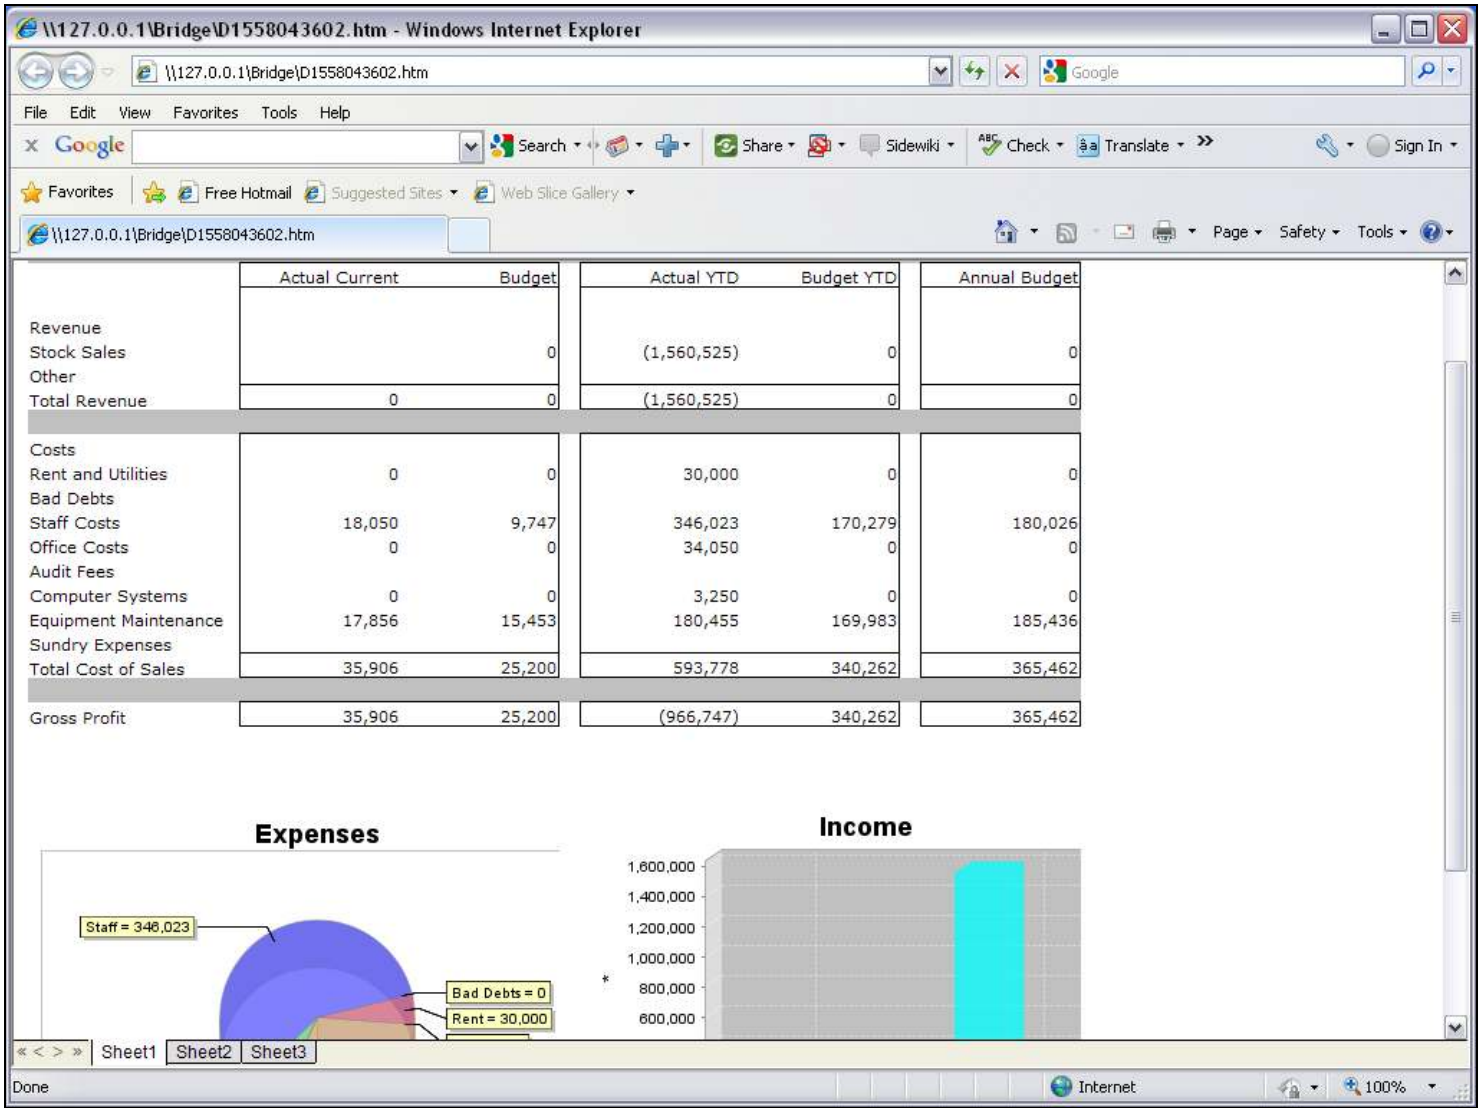 \\127.0.0.1\Bridge\D1558043602.htm - Windows Internet Explorer
\\127.0.0.1\Bridge\D1558043602.htm Google
File Edit View Favorites Tools Help
x Google Search Share Sidewiki ABC Check âa Translate » Sign In
Favorites Free Hotmail Suggested Sites Web Slice Gallery
\\127.0.0.1\Bridge\D1558043602.htm Page Safety Tools
Actual Current Budget Actual YTD Budget YTD Annual Budget
Revenue
Stock Sales 0 (1,560,525) 0 0
Other
Total Revenue 0 0 (1,560,525) 0 0
Costs
Rent and Utilities 0 0 30,000 0 0
Bad Debts
Staff Costs 18,050 9,747 346,023 170,279 180,026
Office Costs 0 0 34,050 0 0
Audit Fees
Computer Systems 0 0 3,250 0 0
Equipment Maintenance 17,856 15,453 180,455 169,983 185,436
Sundry Expenses
Total Cost of Sales 35,906 25,200 593,778 340,262 365,462
Gross Profit 35,906 25,200 (966,747) 340,262 365,462
Expenses
Staff = 346,023
Bad Debts = 0
Rent = 30,000
Income
1,600,000
1,400,000
1,200,000
1,000,000
*
800,000
600,000
« < > » Sheet1 Sheet2 Sheet3
Done Internet 100%